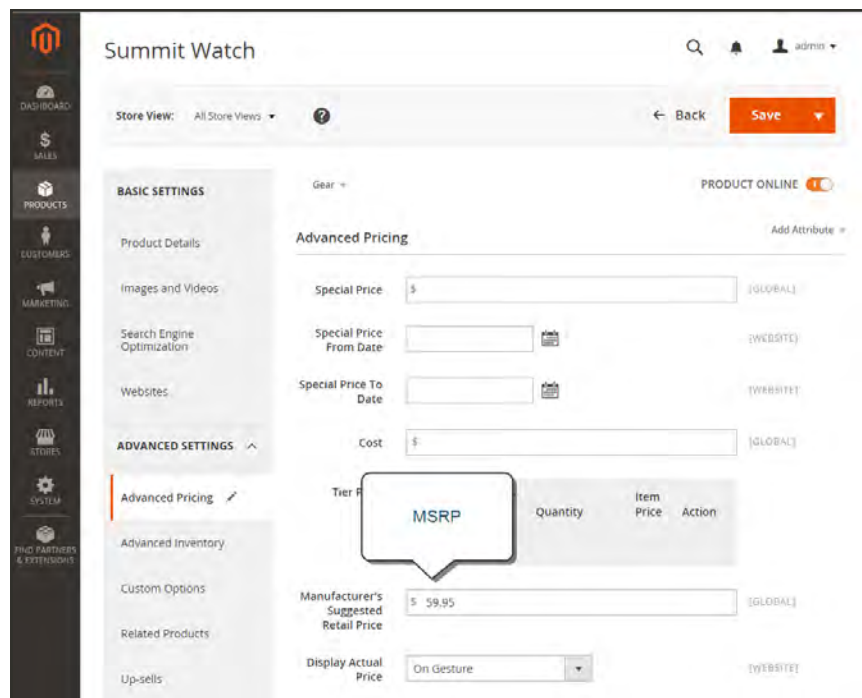 Summit Watch
admin
DASHBOARD
Store View: All Store Views
?
← Back
Save
$
SALES
BASIC SETTINGS
Gear
PRODUCT ONLINE
PRODUCTS
Product Details
Advanced Pricing
Add Attribute
CUSTOMERS
Images and Videos
Special Price
$
[GLOBAL]
MARKETING
Search Engine
Optimization
Special Price
From Date
[WEBSITE]
CONTENT
Websites
Special Price To
Date
[WEBSITE]
REPORTS
ADVANCED SETTINGS
Cost
$
[GLOBAL]
STORES
Advanced Pricing
Tier P
MSRP
Quantity
Item
Price
Action
SYSTEM
Advanced Inventory
FIND PARTNERS
& EXTENSIONS
Custom Options
Manufacturer's
Suggested
Retail Price
$ 59.95
[GLOBAL]
Related Products
Display Actual
Price
On Gesture
[WEBSITE]
Up-sells